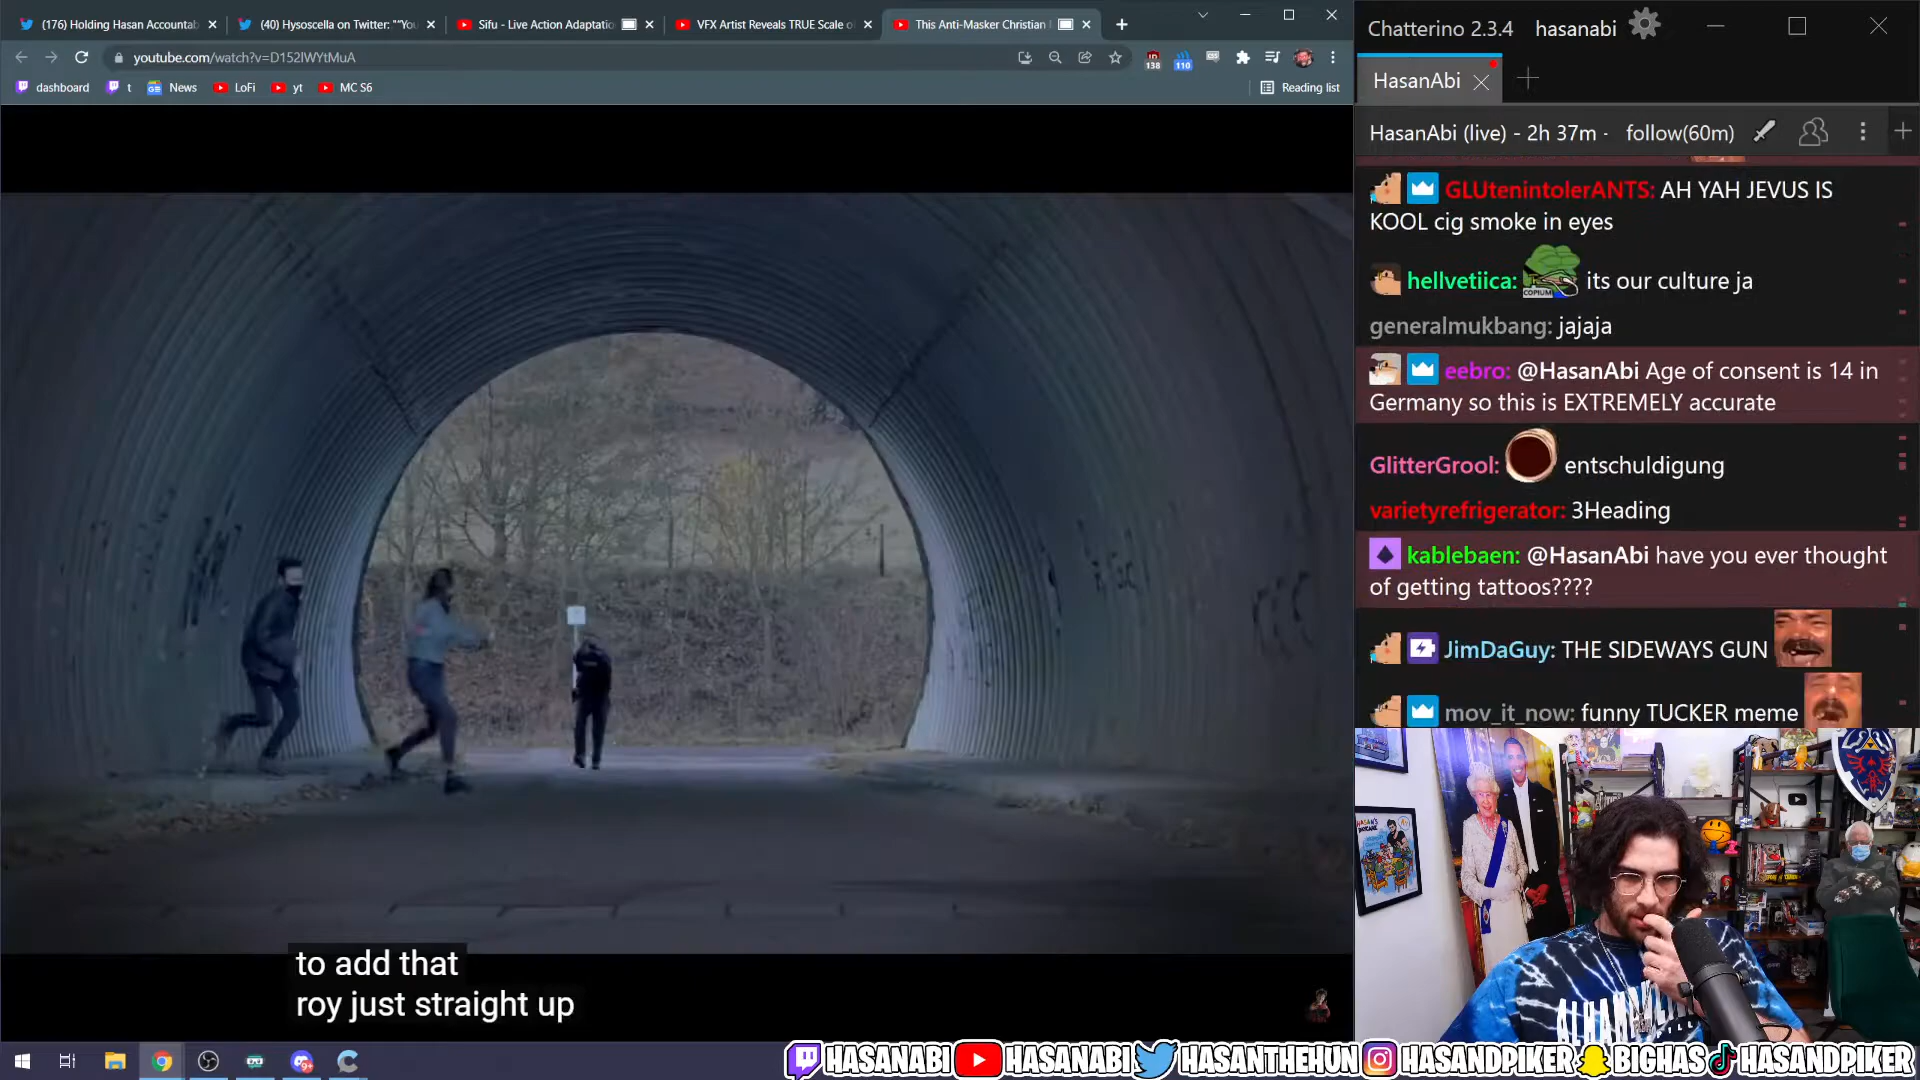 (176) Holding Hasan Accountab
(40) Hysoscella on Twitter: ""You
Sifu - Live Action Adaptatio
VFX Artist Reveals TRUE Scale o
This Anti-Masker Christian
youtube.com/watch?v=D152lWYtMuA
138
110
dashboard
t
News
LoFi
yt
MC S6
Reading list
to add that
roy just straight up
Chatterino 2.3.4
hasanabi
HasanAbi
HasanAbi (live) - 2h 37m -
follow(60m)
GLUtenintolerANTS: AH YAH JEVUS IS
KOOL cig smoke in eyes
hellvetiica: COPIUM its our culture ja
generalmukbang: jajaja
eebro: @HasanAbi Age of consent is 14 in
Germany so this is EXTREMELY accurate
GlitterGrool: entschuldigung
varietyrefrigerator: 3Heading
kablebaen: @HasanAbi have you ever thought
of getting tattoos????
JimDaGuy: THE SIDEWAYS GUN
mov_it_now: funny TUCKER meme
HASANABI
HASANABI
HASANTHEHUN
HASANDPIKER
BIGHAS
HASANDPIKER